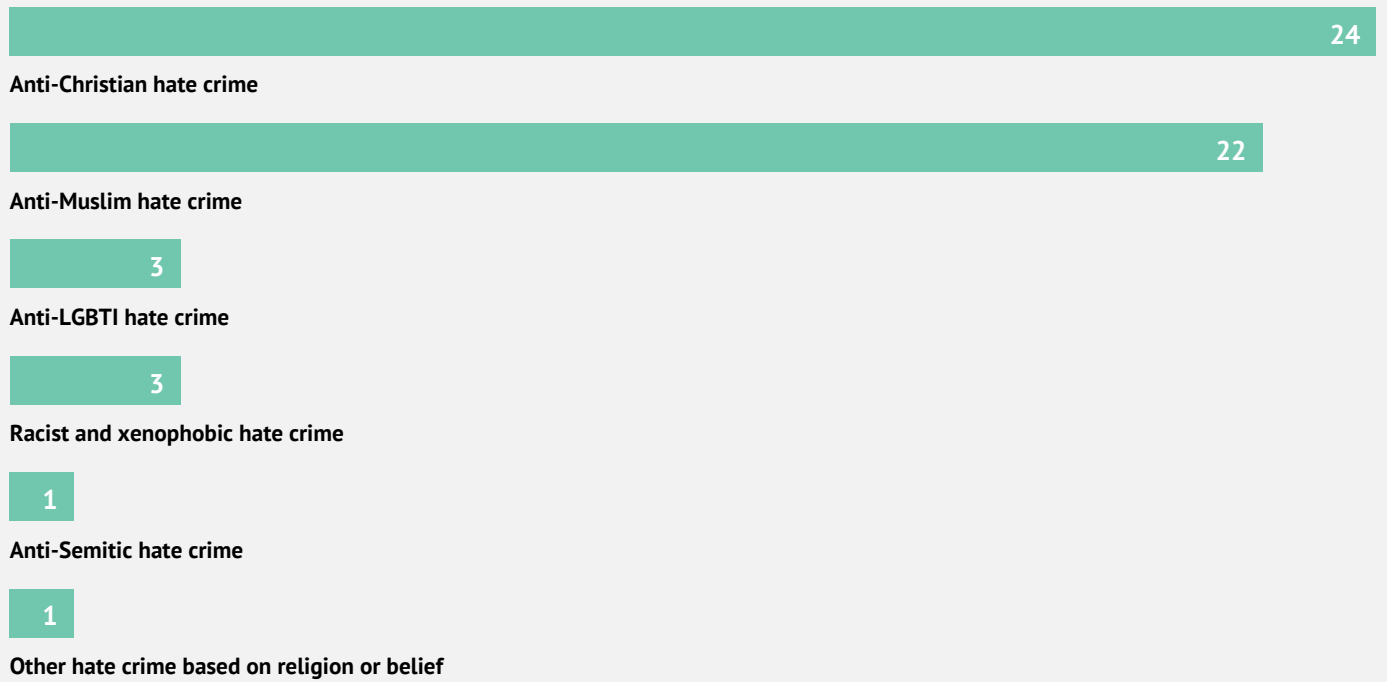 24
Anti-Christian hate crime
22
Anti-Muslim hate crime
3
Anti-LGBTI hate crime
3
Racist and xenophobic hate crime
1
Anti-Semitic hate crime
1
Other hate crime based on religion or belief